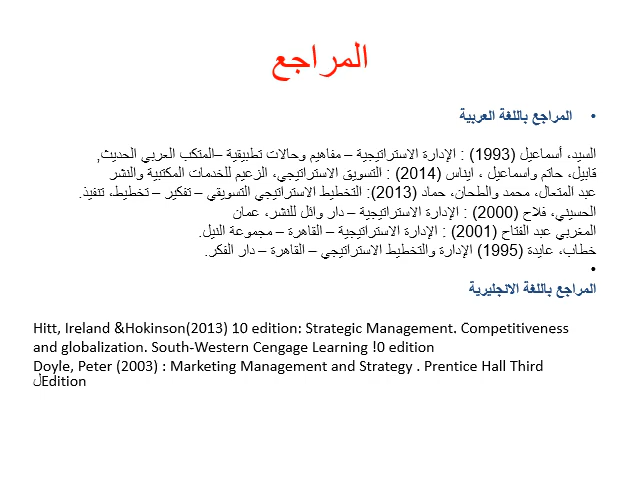 المراجع
• المراجع باللغة العربية
السيد، أسماعيل (1993) : الإدارة الاستراتيجية – مفاهيم وحالات تطبيقية –المتكب العربي الحديث,
قابيل، حاتم واسماعيل ، ايناس (2014) : التسويق الاستراتيجي، الزعيم للخدمات المكتبية والنشر
عبد المتعال، محمد والطحان، حماد (2013): التخطيط الاستراتيجي التسويقي – تفكير – تخطيط، تنفيذ.
الحسيني، فلاح (2000) : الإدارة الاستراتيجية – دار وائل للنشر، عمان
المغربي عبد الفتاح (2001) : الإدارة الاستراتيجية – القاهرة – مجموعة النيل.
خطاب، عايدة (1995) الإدارة والتخطيط الاستراتيجي – القاهرة – دار الفكر.
•
المراجع باللغة الانجليرية
Hitt, Ireland &Hokinson(2013) 10 edition: Strategic Management. Competitiveness
and globalization. South-Western Cengage Learning !0 edition
Doyle, Peter (2003) : Marketing Management and Strategy . Prentice Hall Third
لEdition